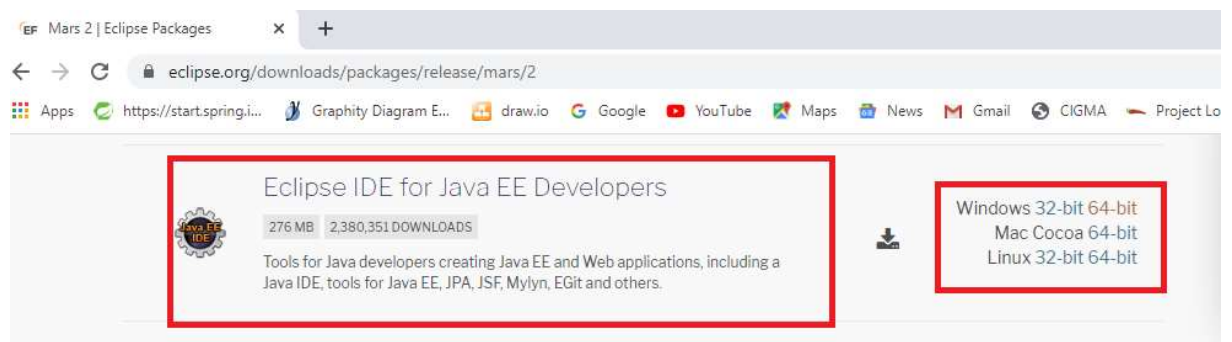 EF Mars 2 | Eclipse Packages
eclipse.org/downloads/packages/release/mars/2
Apps https://start.spring.i... Graphity Diagram E... draw.io Google YouTube Maps News Gmail CIGMA Project Lo
Eclipse IDE for Java EE Developers
Java EE
IDE
276 MB 2,380,351 DOWNLOADS
Tools for Java developers creating Java EE and Web applications, including a
Java IDE, tools for Java EE, JPA, JSF, Mylyn, EGit and others.
Windows 32-bit 64-bit
Mac Cocoa 64-bit
Linux 32-bit 64-bit